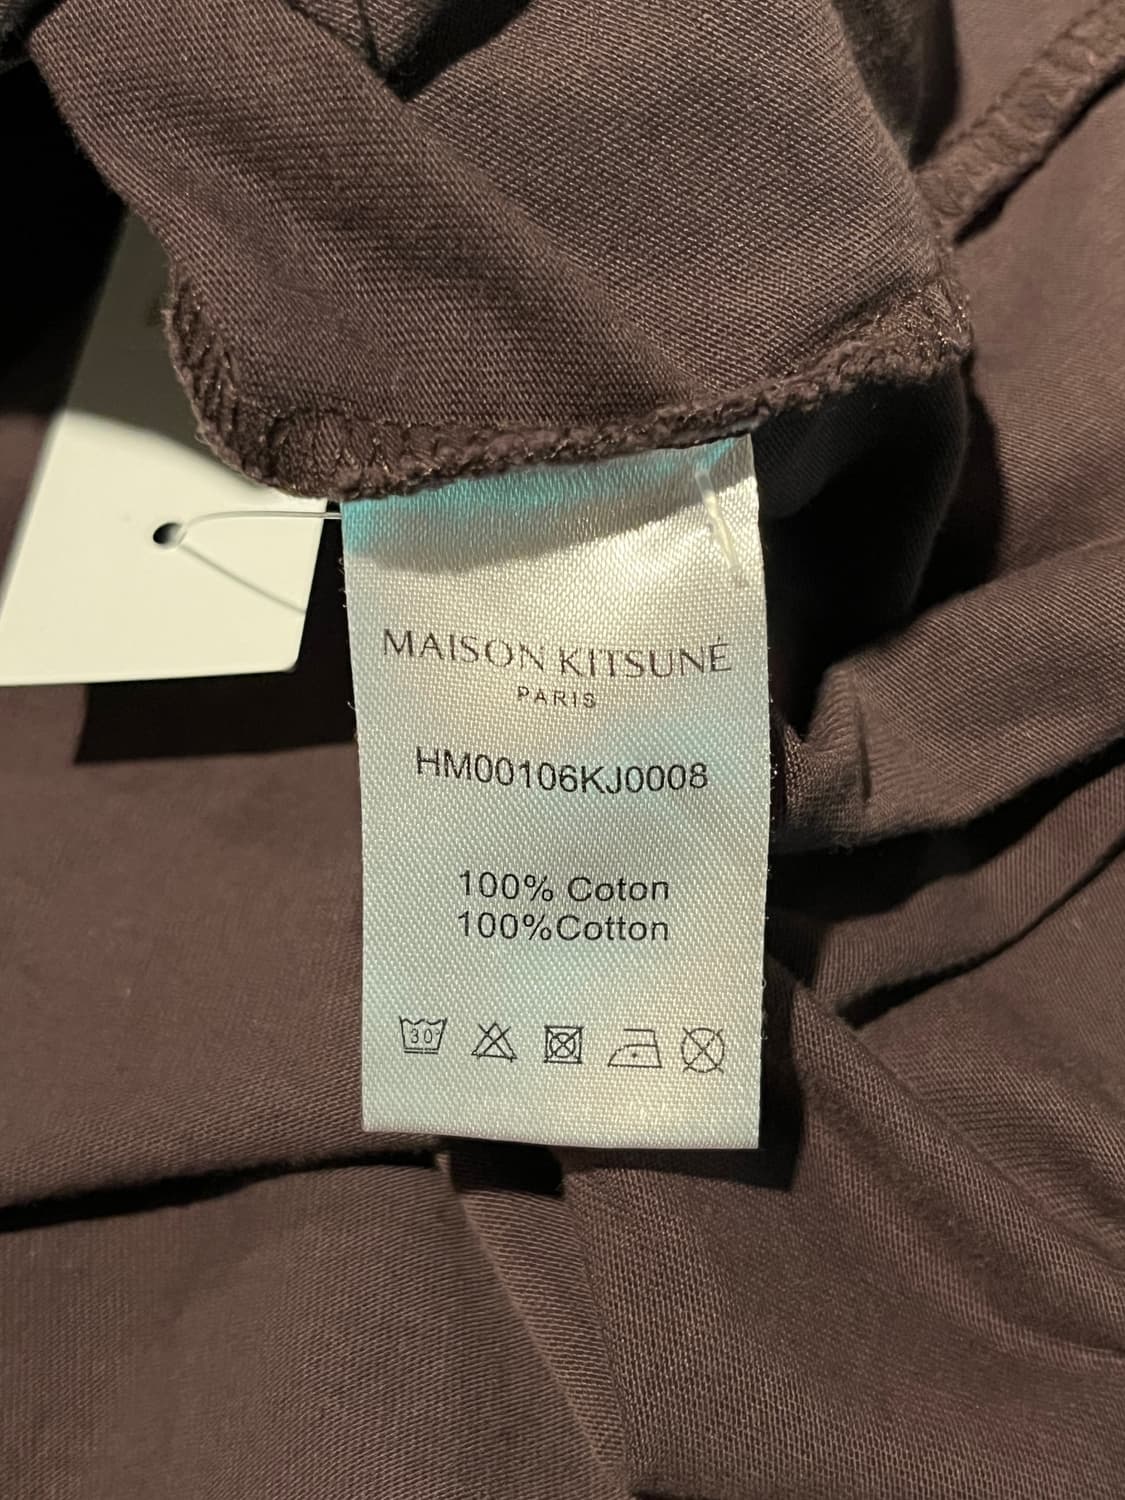 MAISON KITSUNÉ
PARIS
HM00106KJ0008
100% Coton
100%Cotton
30°